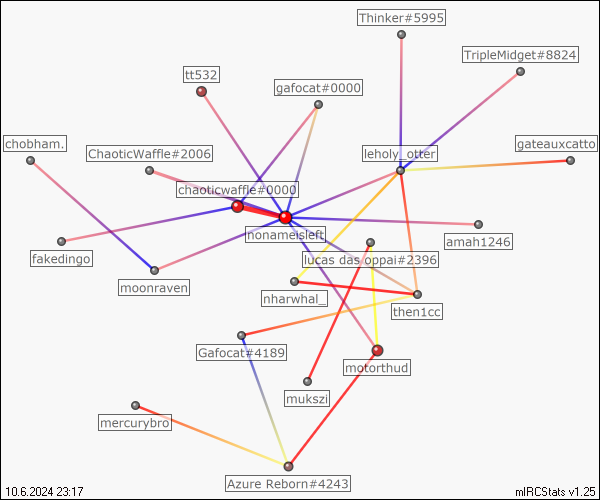 Thinker#5995
TripleMidget#8824
tt532
gafocat#0000
chobham.
ChaoticWaffle#2006
leholy_otter
gateauxcatto
chaoticwaffle#0000
nonameisleft
amah1246
fakedingo
lucas das oppai#2396
moonraven
nharwhal_
then1cc
Gafocat#4189
motorthud
mukszi
mercurybro
Azure Reborn#4243
10.6.2024 23:17
mIRCStats v1.25